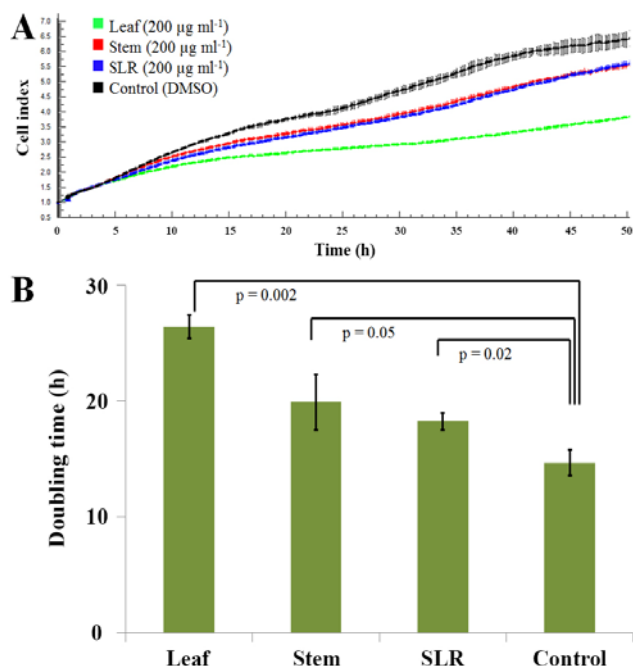 A
Leaf (200 µg ml-1)
Stem (200 µg ml-1)
SLR (200 µg ml-1)
Control (DMSO)
Cell index
7.0
6.5
6.0
5.5
5.0
4.5
4.0
3.5
3.0
2.5
2.0
1.5
1.0
0.5
0 5 10 15 20 25 30 35 40 45 50
Time (h)
B
Doubling time (h)
30
20
10
0
p = 0.002
p = 0.05
p = 0.02
Leaf Stem SLR Control